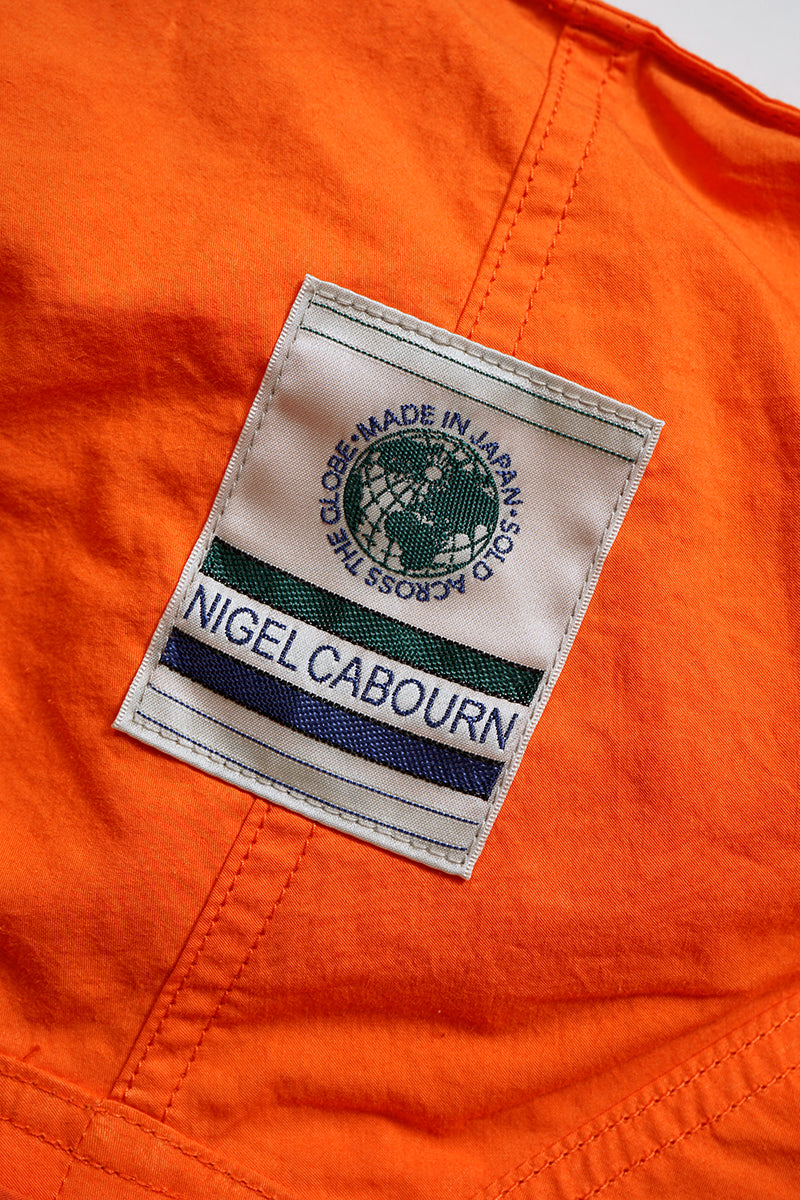 MADE IN JAPAN • SOLD ACROSS THE GLOBE •
NIGEL CABOURN